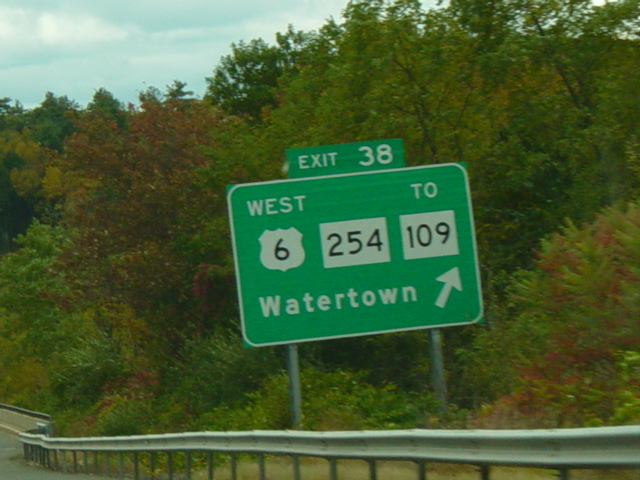 EXIT 38
WEST TO
6 254 109
Watertown